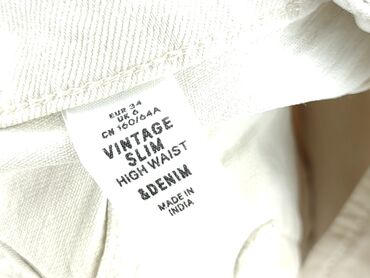 EUR 34
UK 6
CN 160/64A
VINTAGE
SLIM
HIGH WAIST
&DENIM
MADE IN
INDIA